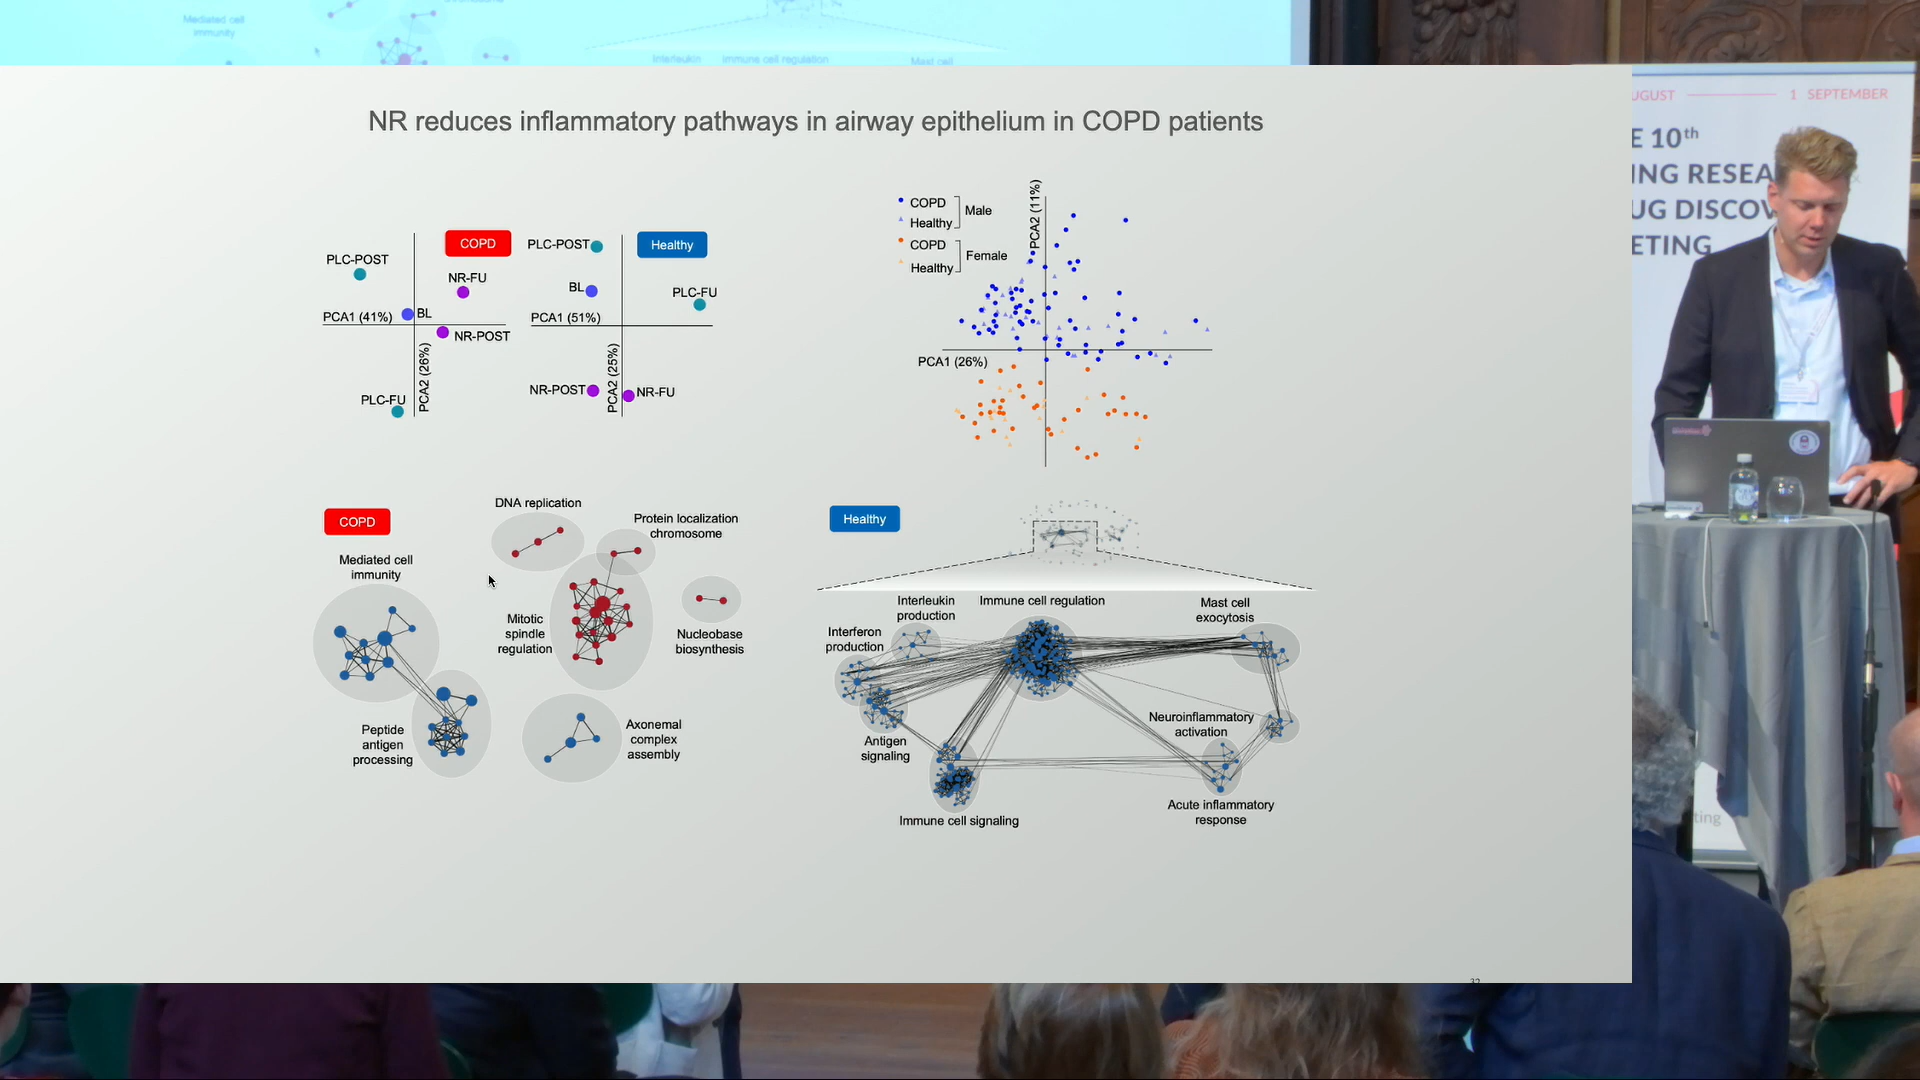 Mediated cell
immunity
Interleukin
Immune cell regulation
Mast cell
NR reduces inflammatory pathways in airway epithelium in COPD patients
PLC-POST
COPD
NR-FU
PCA1 (41%)
BL
NR-POST
PCA2 (26%)
PLC-FU
PLC-POST
Healthy
BL
PLC-FU
PCA1 (51%)
PCA2 (25%)
NR-POST
NR-FU
COPD
Healthy
Male
COPD
Healthy
Female
PCA2 (11%)
PCA1 (26%)
COPD
DNA replication
Protein localization
chromosome
Mediated cell
immunity
Mitotic
spindle
regulation
Nucleobase
biosynthesis
Peptide
antigen
processing
Axonemal
complex
assembly
Healthy
Interleukin
production
Immune cell regulation
Mast cell
exocytosis
Interferon
production
Antigen
signaling
Neuroinflammatory
activation
Immune cell signaling
Acute inflammatory
response
32
UGUST
1 SEPTEMBER
E 10th
ING RESEA
UG DISCOV
ETING
ting